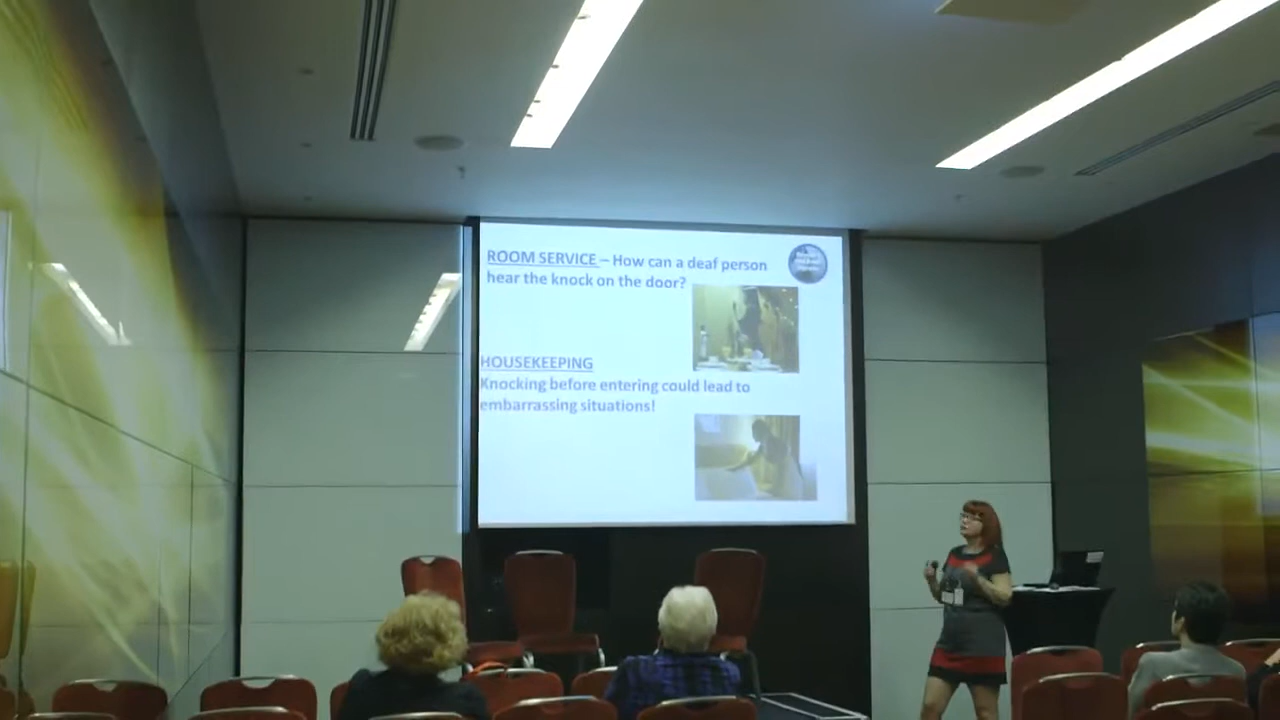 ROOM SERVICE – How can a deaf person
hear the knock on the door?
HOUSEKEEPING
Knocking before entering could lead to
embarrassing situations!